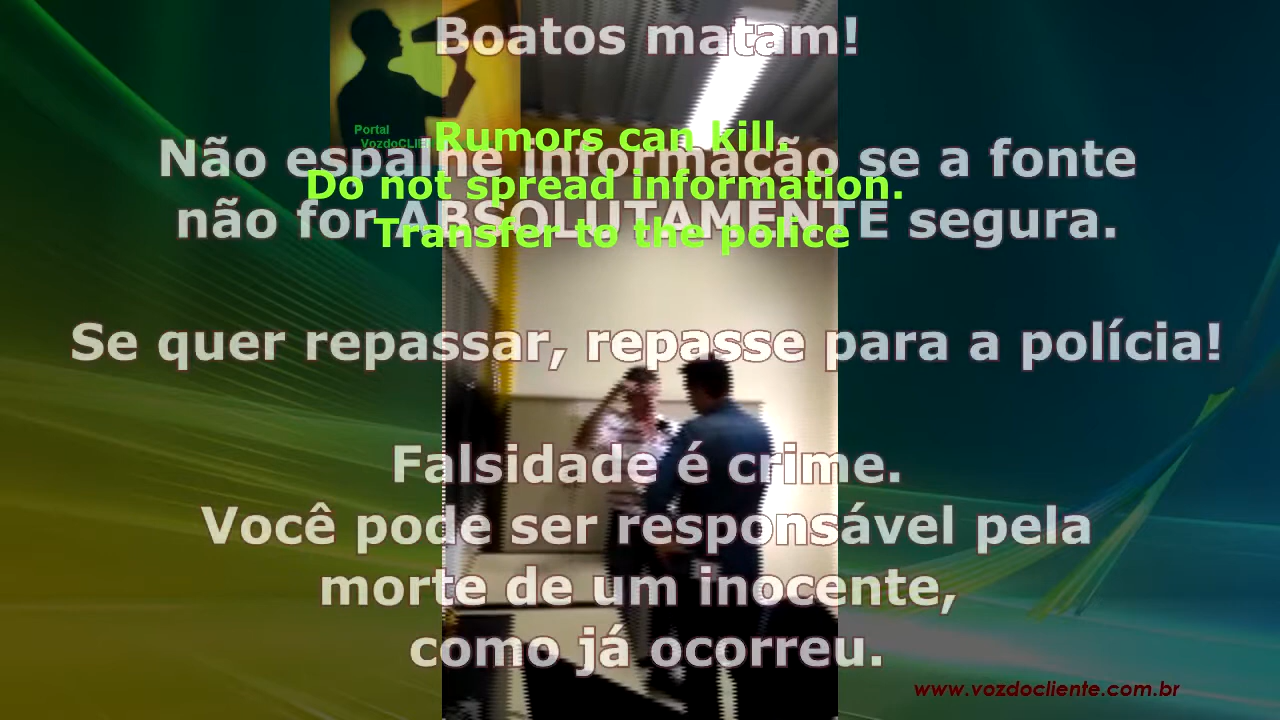 Boatos matam!
Portal
VozdoCLIE
Rumors can kill.
Não espalhe informação se a fonte
Do not spread information.
não for ABSOLUTAMENTE segura.
Transfer to the police
Se quer repassar, repasse para a polícia!
Falsidade é crime.
Você pode ser responsável pela
morte de um inocente,
como já ocorreu.
www.vozdocliente.com.br